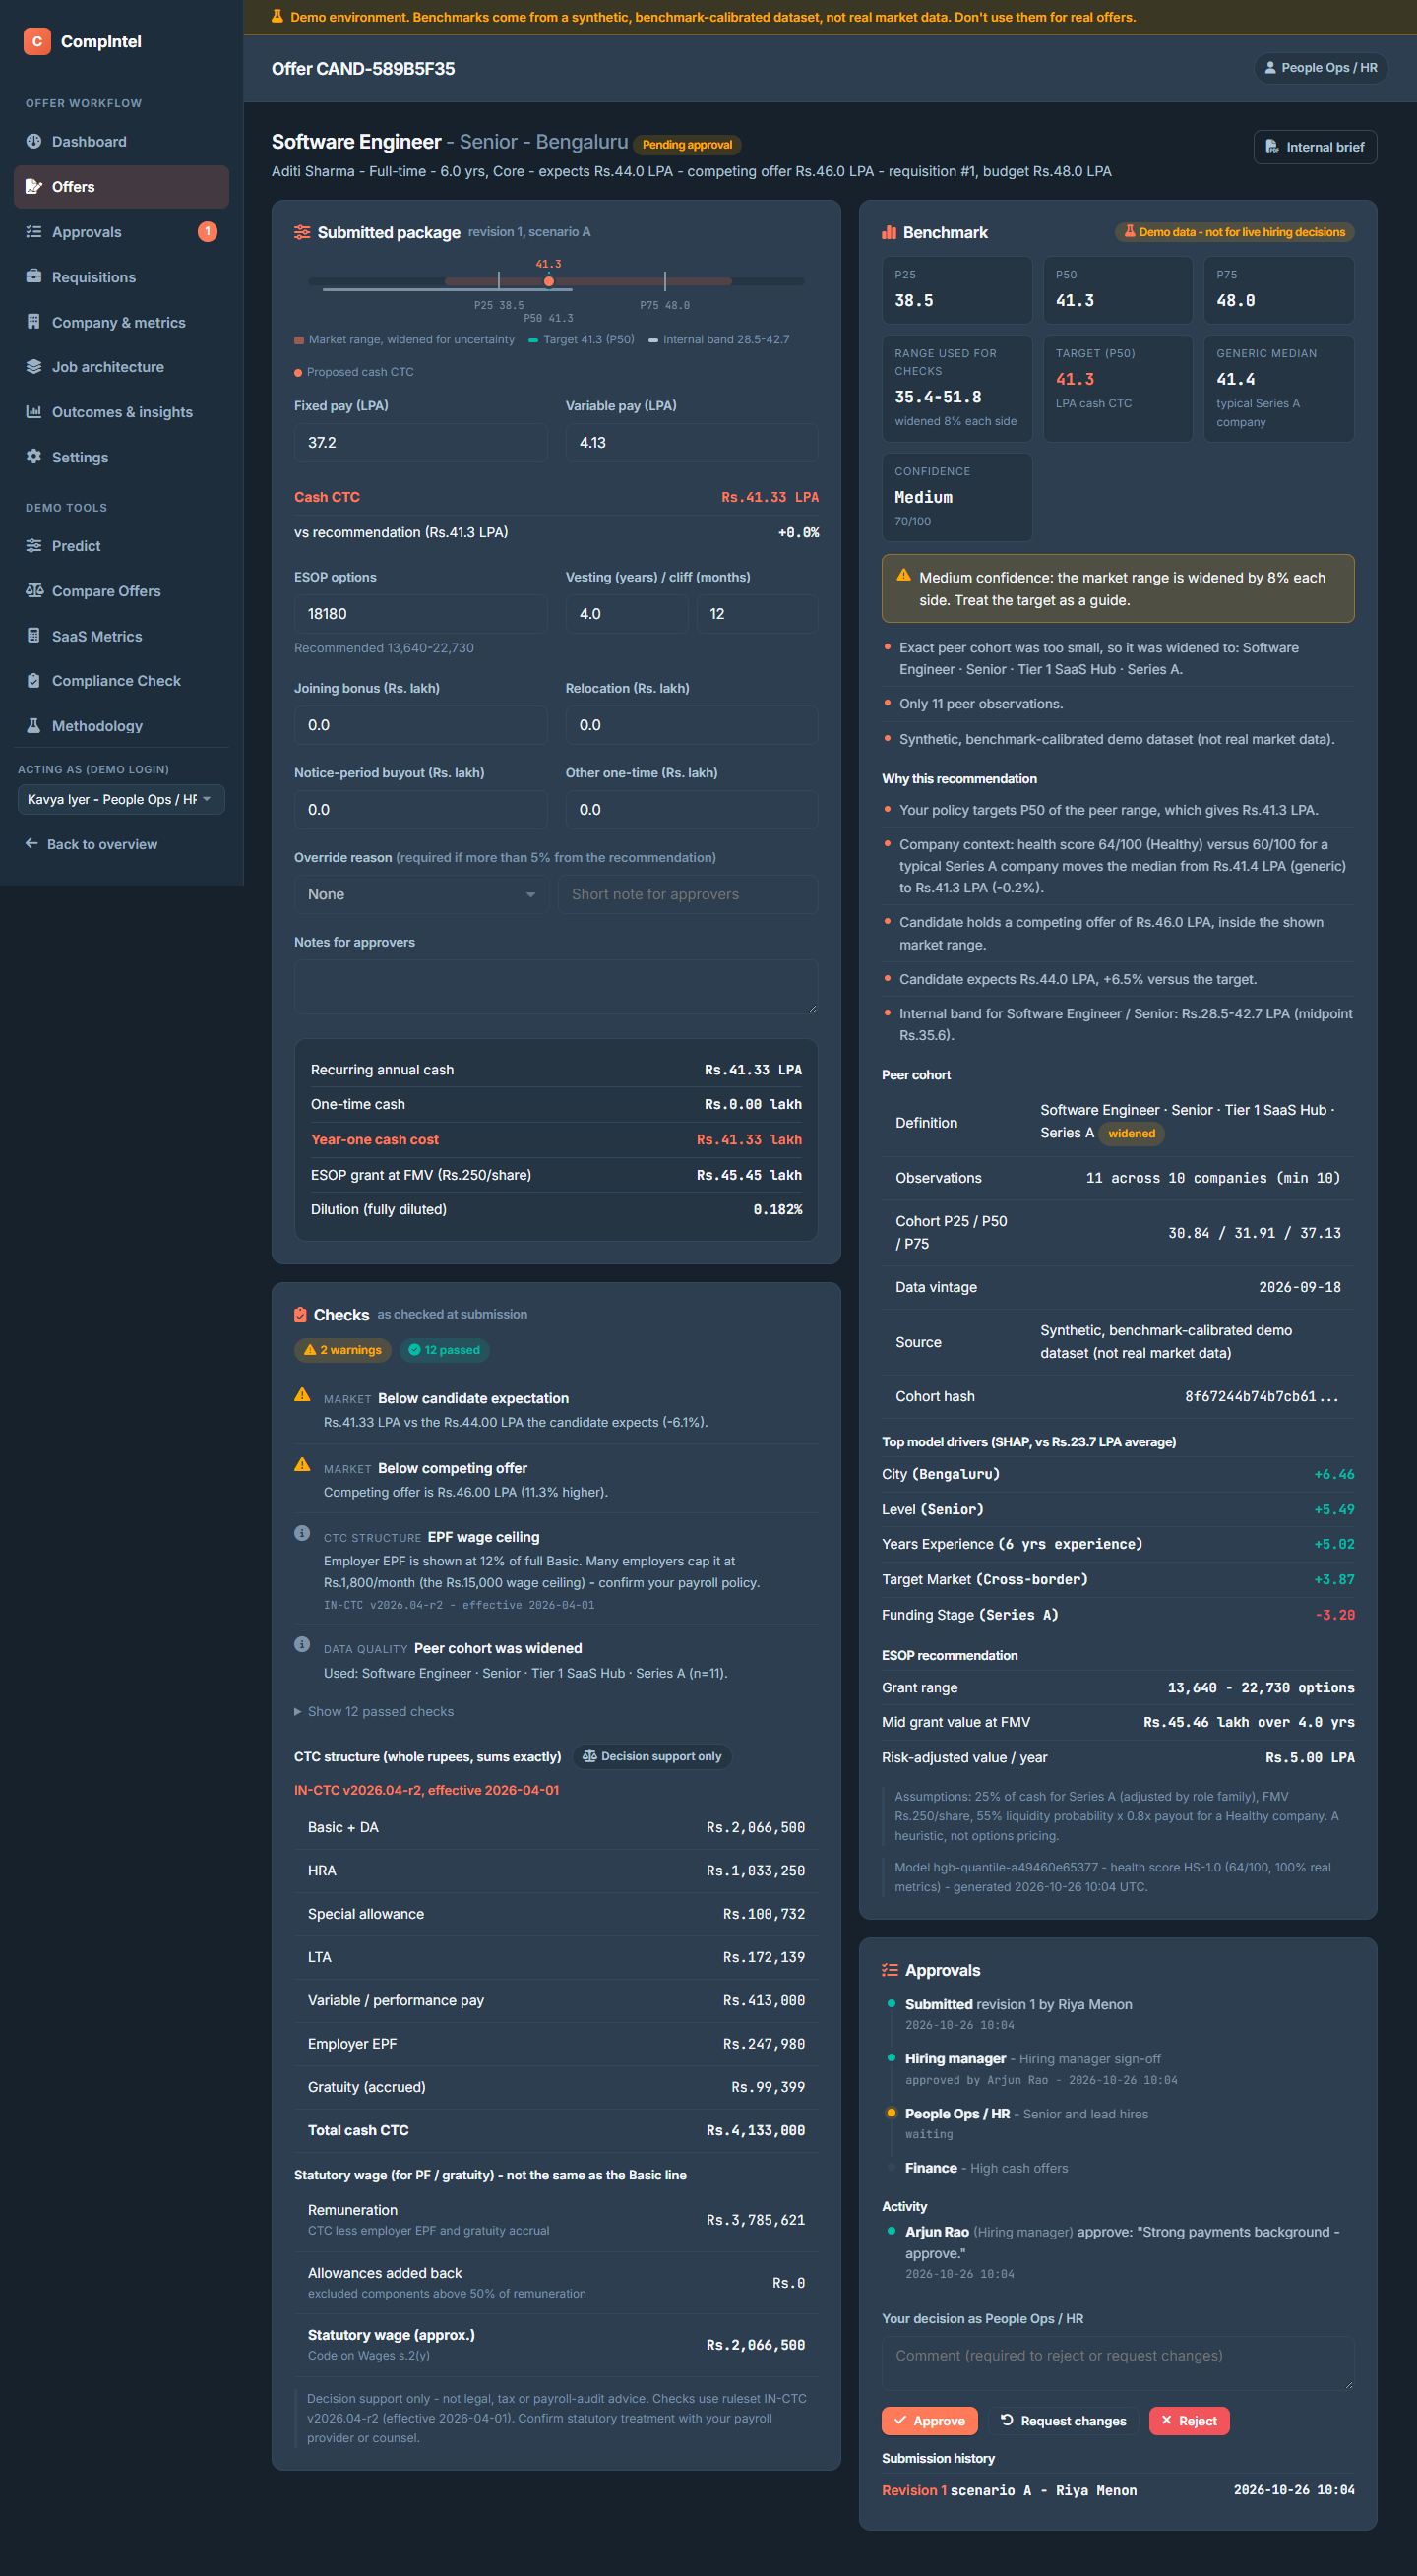 C CompIntel
OFFER WORKFLOW
Dashboard
Offers
Approvals 1
Requisitions
Company & metrics
Job architecture
Outcomes & insights
Settings
DEMO TOOLS
Predict
Compare Offers
SaaS Metrics
Compliance Check
Methodology
ACTING AS (DEMO LOGIN)
Kavya Iyer - People Ops / HF
Back to overview
Demo environment. Benchmarks come from a synthetic, benchmark-calibrated dataset, not real market data. Don't use them for real offers.
Offer CAND-589B5F35
People Ops / HR
Software Engineer - Senior - Bengaluru Pending approval
Internal brief
Aditi Sharma - Full-time - 6.0 yrs, Core - expects Rs.44.0 LPA - competing offer Rs.46.0 LPA - requisition #1, budget Rs.48.0 LPA
Submitted package revision 1, scenario A
41.3
P25 38.5
P75 48.0
P50 41.3
Market range, widened for uncertainty Target 41.3 (P50) Internal band 28.5-42.7
Proposed cash CTC
Fixed pay (LPA) Variable pay (LPA)
37.2 4.13
Cash CTC Rs.41.33 LPA
vs recommendation (Rs.41.3 LPA) +0.0%
ESOP options Vesting (years) / cliff (months)
18180 4.0 12
Recommended 13,640-22,730
Joining bonus (Rs. lakh) Relocation (Rs. lakh)
0.0 0.0
Notice-period buyout (Rs. lakh) Other one-time (Rs. lakh)
0.0 0.0
Override reason (required if more than 5% from the recommendation)
None Short note for approvers
Notes for approvers
Recurring annual cash Rs.41.33 LPA
One-time cash Rs.0.00 lakh
Year-one cash cost Rs.41.33 lakh
ESOP grant at FMV (Rs.250/share) Rs.45.45 lakh
Dilution (fully diluted) 0.182%
Checks as checked at submission
2 warnings 12 passed
MARKET Below candidate expectation
Rs.41.33 LPA vs the Rs.44.00 LPA the candidate expects (-6.1%).
MARKET Below competing offer
Competing offer is Rs.46.00 LPA (11.3% higher).
CTC STRUCTURE EPF wage ceiling
Employer EPF is shown at 12% of full Basic. Many employers cap it at
Rs.1,800/month (the Rs.15,000 wage ceiling) - confirm your payroll policy.
IN-CTC v2026.04-r2 - effective 2026-04-01
DATA QUALITY Peer cohort was widened
Used: Software Engineer · Senior · Tier 1 SaaS Hub · Series A (n=11).
Show 12 passed checks
CTC structure (whole rupees, sums exactly) Decision support only
IN-CTC v2026.04-r2, effective 2026-04-01
Basic + DA Rs.2,066,500
HRA Rs.1,033,250
Special allowance Rs.100,732
LTA Rs.172,139
Variable / performance pay Rs.413,000
Employer EPF Rs.247,980
Gratuity (accrued) Rs.99,399
Total cash CTC Rs.4,133,000
Statutory wage (for PF / gratuity) - not the same as the Basic line
Remuneration Rs.3,785,621
CTC less employer EPF and gratuity accrual
Allowances added back Rs.0
excluded components above 50% of remuneration
Statutory wage (approx.) Rs.2,066,500
Code on Wages s.2(y)
Decision support only - not legal, tax or payroll-audit advice. Checks use ruleset IN-CTC
v2026.04-r2 (effective 2026-04-01). Confirm statutory treatment with your payroll
provider or counsel.
Benchmark Demo data - not for live hiring decisions
P25 P50 P75
38.5 41.3 48.0
RANGE USED FOR
CHECKS
35.4-51.8
widened 8% each side
TARGET (P50)
41.3
LPA cash CTC
GENERIC MEDIAN
41.4
typical Series A
company
CONFIDENCE
Medium
70/100
Medium confidence: the market range is widened by 8% each
side. Treat the target as a guide.
Exact peer cohort was too small, so it was widened to: Software
Engineer · Senior · Tier 1 SaaS Hub · Series A.
Only 11 peer observations.
Synthetic, benchmark-calibrated demo dataset (not real market data).
Why this recommendation
Your policy targets P50 of the peer range, which gives Rs.41.3 LPA.
Company context: health score 64/100 (Healthy) versus 60/100 for a
typical Series A company moves the median from Rs.41.4 LPA (generic)
to Rs.41.3 LPA (-0.2%).
Candidate holds a competing offer of Rs.46.0 LPA, inside the shown
market range.
Candidate expects Rs.44.0 LPA, +6.5% versus the target.
Internal band for Software Engineer / Senior: Rs.28.5-42.7 LPA (midpoint
Rs.35.6).
Peer cohort
Definition Software Engineer · Senior · Tier 1 SaaS Hub ·
Series A widened
Observations 11 across 10 companies (min 10)
Cohort P25 / P50
/ P75 30.84 / 31.91 / 37.13
Data vintage 2026-09-18
Source Synthetic, benchmark-calibrated demo
dataset (not real market data)
Cohort hash 8f67244b74b7cb61...
Top model drivers (SHAP, vs Rs.23.7 LPA average)
City (Bengaluru) +6.46
Level (Senior) +5.49
Years Experience (6 yrs experience) +5.02
Target Market (Cross-border) +3.87
Funding Stage (Series A) -3.20
ESOP recommendation
Grant range 13,640 - 22,730 options
Mid grant value at FMV Rs.45.46 lakh over 4.0 yrs
Risk-adjusted value / year Rs.5.00 LPA
Assumptions: 25% of cash for Series A (adjusted by role family), FMV
Rs.250/share, 55% liquidity probability x 0.8x payout for a Healthy company. A
heuristic, not options pricing.
Model hgb-quantile-a49460e65377 - health score HS-1.0 (64/100, 100% real
metrics) - generated 2026-10-26 10:04 UTC.
Approvals
Submitted revision 1 by Riya Menon
2026-10-26 10:04
Hiring manager - Hiring manager sign-off
approved by Arjun Rao - 2026-10-26 10:04
People Ops / HR - Senior and lead hires
waiting
Finance - High cash offers
Activity
Arjun Rao (Hiring manager) approve: "Strong payments background -
approve."
2026-10-26 10:04
Your decision as People Ops / HR
Comment (required to reject or request changes)
Approve Request changes Reject
Submission history
Revision 1 scenario A - Riya Menon 2026-10-26 10:04